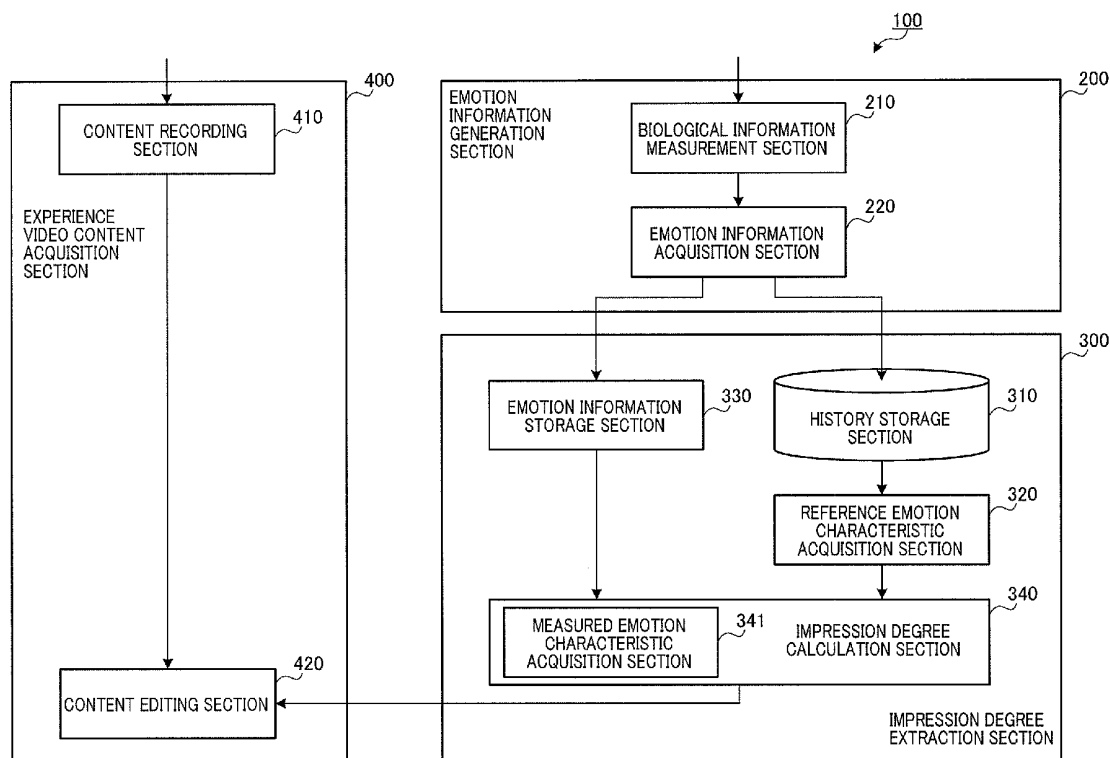 100
400
CONTENT RECORDING
SECTION
410
EXPERIENCE
VIDEO CONTENT
ACQUISITION
SECTION
CONTENT EDITING SECTION
420
200
EMOTION
INFORMATION
GENERATION
SECTION
BIOLOGICAL INFORMATION
MEASUREMENT SECTION
210
EMOTION INFORMATION
ACQUISITION SECTION
220
300
EMOTION INFORMATION
STORAGE SECTION
330
HISTORY STORAGE
SECTION
310
REFERENCE EMOTION
CHARACTERISTIC
ACQUISITION SECTION
320
MEASURED EMOTION
CHARACTERISTIC
ACQUISITION SECTION
341
IMPRESSION DEGREE
CALCULATION SECTION
340
IMPRESSION DEGREE
EXTRACTION SECTION